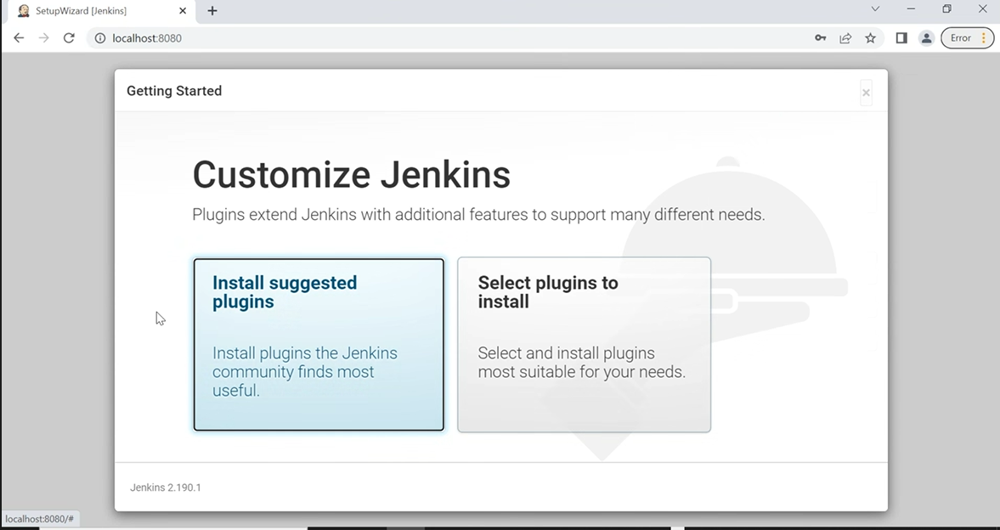 SetupWizard [Jenkins]
localhost:8080
Error
Getting Started
Customize Jenkins
Plugins extend Jenkins with additional features to support many different needs.
Install suggested
plugins
Install plugins the Jenkins
community finds most
useful.
Select plugins to
install
Select and install plugins
most suitable for your needs.
Jenkins 2.190.1
localhost:8080/#